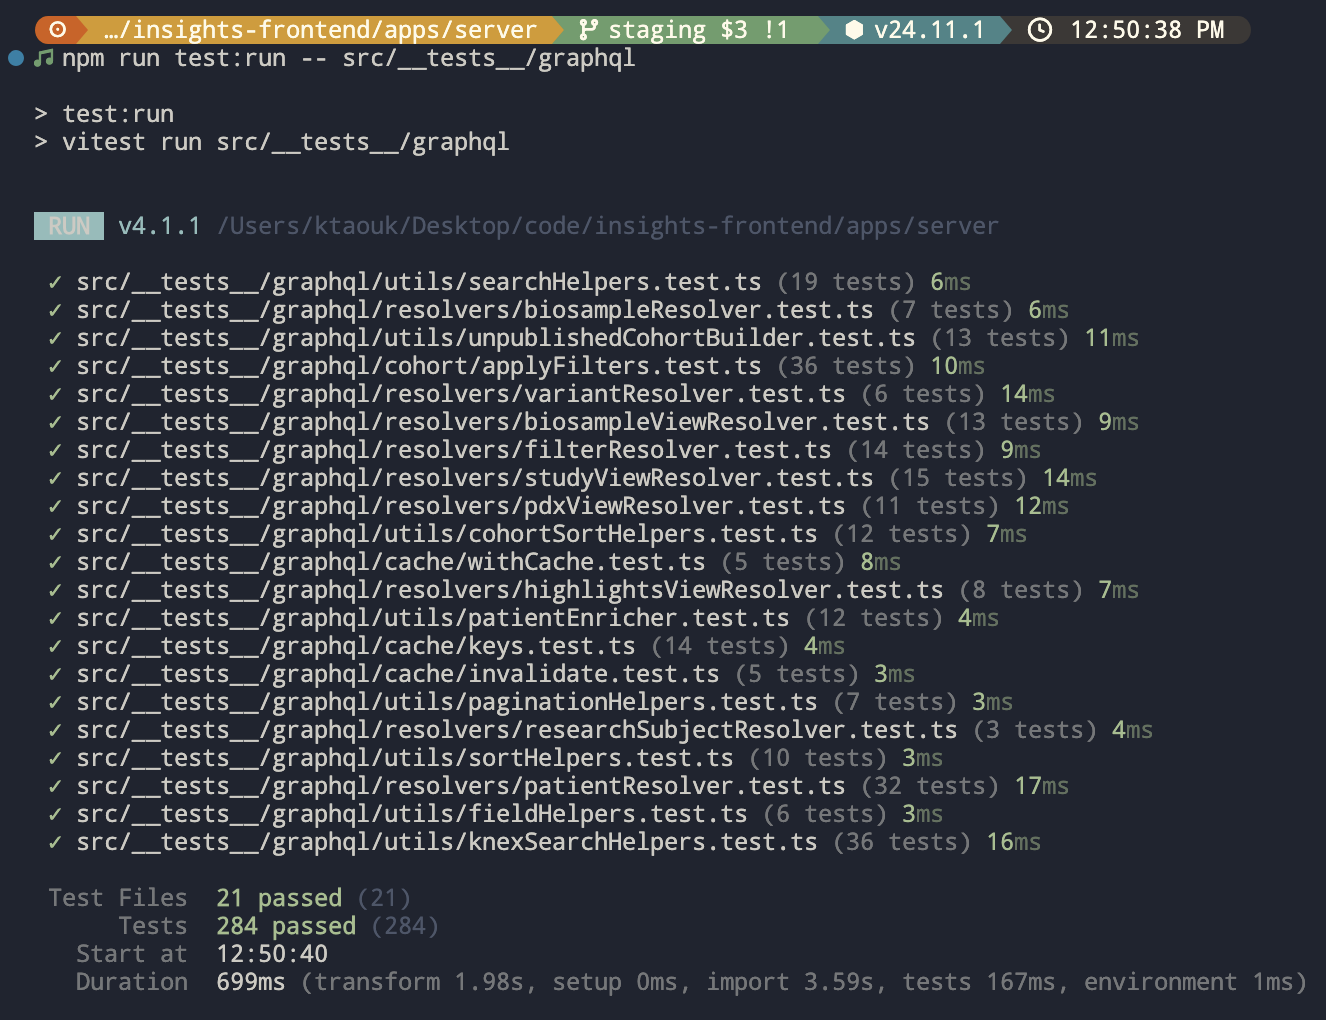 …/insights-frontend/apps/server staging $3 !1 v24.11.1 12:50:38 PM
npm run test:run -- src/__tests__/graphql
> test:run
> vitest run src/__tests__/graphql
RUN v4.1.1 /Users/ktaouk/Desktop/code/insights-frontend/apps/server
✓ src/__tests__/graphql/utils/searchHelpers.test.ts (19 tests) 6ms
✓ src/__tests__/graphql/resolvers/biosampleResolver.test.ts (7 tests) 6ms
✓ src/__tests__/graphql/utils/unpublishedCohortBuilder.test.ts (13 tests) 11ms
✓ src/__tests__/graphql/cohort/applyFilters.test.ts (36 tests) 10ms
✓ src/__tests__/graphql/resolvers/variantResolver.test.ts (6 tests) 14ms
✓ src/__tests__/graphql/resolvers/biosampleViewResolver.test.ts (13 tests) 9ms
✓ src/__tests__/graphql/resolvers/filterResolver.test.ts (14 tests) 9ms
✓ src/__tests__/graphql/resolvers/studyViewResolver.test.ts (15 tests) 14ms
✓ src/__tests__/graphql/resolvers/pdxViewResolver.test.ts (11 tests) 12ms
✓ src/__tests__/graphql/utils/cohortSortHelpers.test.ts (12 tests) 7ms
✓ src/__tests__/graphql/cache/withCache.test.ts (5 tests) 8ms
✓ src/__tests__/graphql/resolvers/highlightsViewResolver.test.ts (8 tests) 7ms
✓ src/__tests__/graphql/utils/patientEnricher.test.ts (12 tests) 4ms
✓ src/__tests__/graphql/cache/keys.test.ts (14 tests) 4ms
✓ src/__tests__/graphql/cache/invalidate.test.ts (5 tests) 3ms
✓ src/__tests__/graphql/utils/paginationHelpers.test.ts (7 tests) 3ms
✓ src/__tests__/graphql/resolvers/researchSubjectResolver.test.ts (3 tests) 4ms
✓ src/__tests__/graphql/utils/sortHelpers.test.ts (10 tests) 3ms
✓ src/__tests__/graphql/resolvers/patientResolver.test.ts (32 tests) 17ms
✓ src/__tests__/graphql/utils/fieldHelpers.test.ts (6 tests) 3ms
✓ src/__tests__/graphql/utils/knexSearchHelpers.test.ts (36 tests) 16ms
Test Files 21 passed (21)
Tests 284 passed (284)
Start at 12:50:40
Duration 699ms (transform 1.98s, setup 0ms, import 3.59s, tests 167ms, environment 1ms)